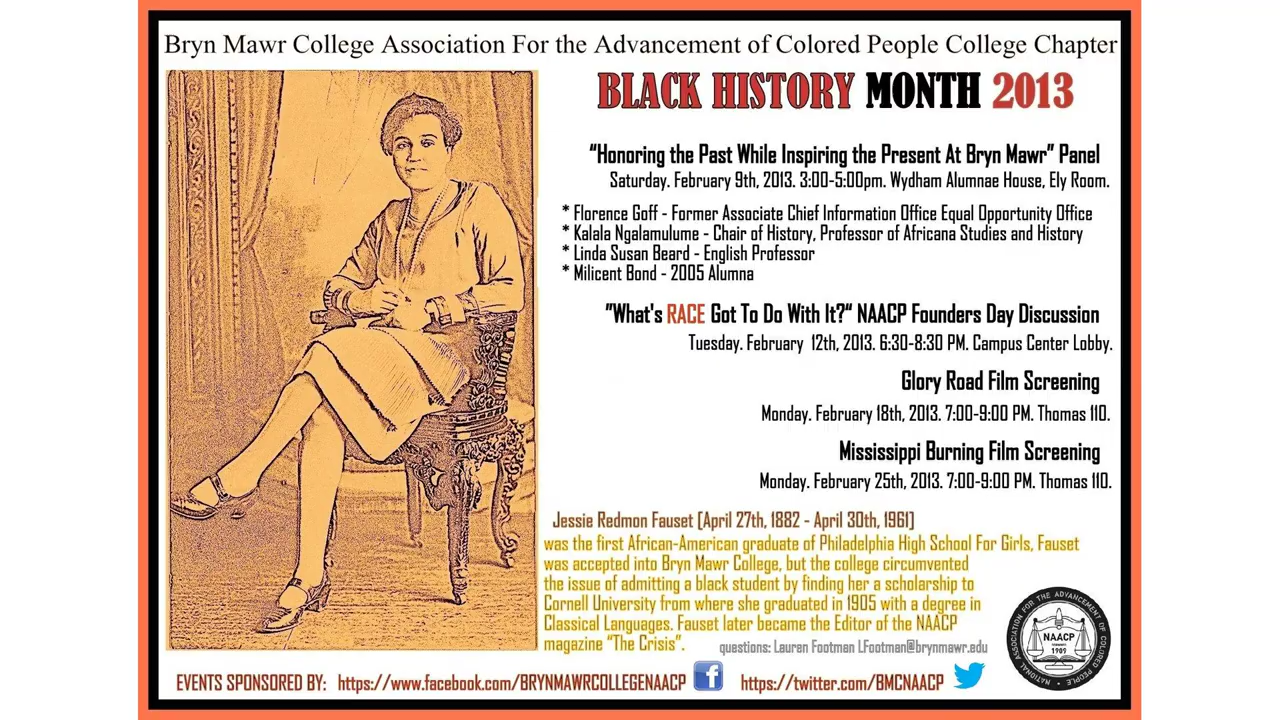 Bryn Mawr College Association For the Advancement of Colored People College Chapter
BLACK HISTORY MONTH 2013
“Honoring the Past While Inspiring the Present At Bryn Mawr” Panel
Saturday. February 9th, 2013. 3:00-5:00pm. Wydham Alumnae House, Ely Room.
* Florence Goff - Former Associate Chief Information Office Equal Opportunity Office
* Kalala Ngalamulume - Chair of History, Professor of Africana Studies and History
* Linda Susan Beard - English Professor
* Milicent Bond - 2005 Alumna
”What's RACE Got To Do With It?“ NAACP Founders Day Discussion
Tuesday. February 12th, 2013. 6:30-8:30 PM. Campus Center Lobby.
Glory Road Film Screening
Monday. February 18th, 2013. 7:00-9:00 PM. Thomas 110.
Mississippi Burning Film Screening
Monday. February 25th, 2013. 7:00-9:00 PM. Thomas 110.
Jessie Redmon Fauset [April 27th, 1882 - April 30th, 1961]
was the first African-American graduate of Philadelphia High School For Girls, Fauset
was accepted into Bryn Mawr College, but the college circumvented
the issue of admitting a black student by finding her a scholarship to
Cornell University from where she graduated in 1905 with a degree in
Classical Languages. Fauset later became the Editor of the NAACP
magazine “The Crisis”.
questions: Lauren Footman LFootman@brynmawr.edu
NATIONAL ASSOCIATION FOR THE ADVANCEMENT OF COLORED PEOPLE
NAACP
FOUNDED
1909
EVENTS SPONSORED BY: https://www.facebook.com/BRYNMAWRCOLLEGENAACP f https://twitter.com/BMCNAACP